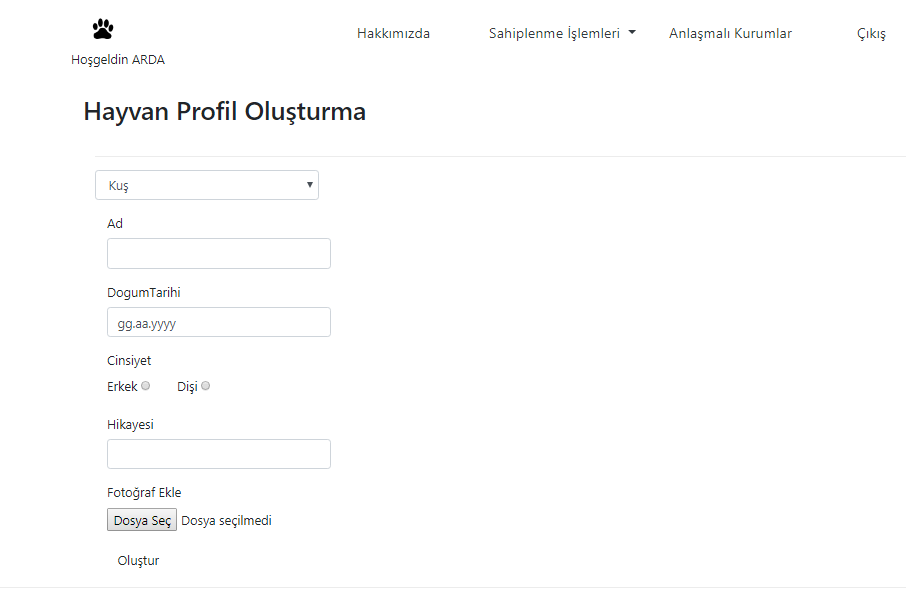 Hakkımızda Sahiplenme İşlemleri Anlaşmalı Kurumlar Çıkış
Hoşgeldin ARDA
Hayvan Profil Oluşturma
Kuş
Ad
DogumTarihi
gg.aa.yyyy
Cinsiyet
Erkek Dişi
Hikayesi
Fotoğraf Ekle
Dosya Seç Dosya seçilmedi
Oluştur